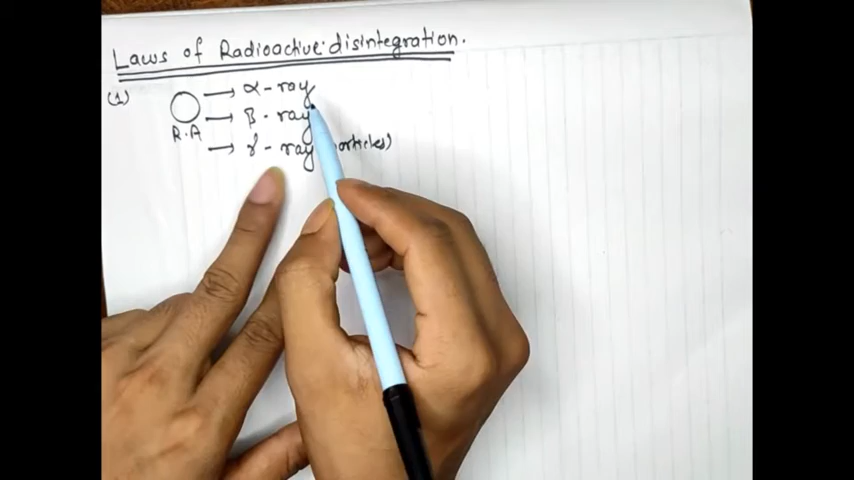 Laws of Radioactive disintegration.
(1)
α-ray
β-ray
R.A
γ-ray